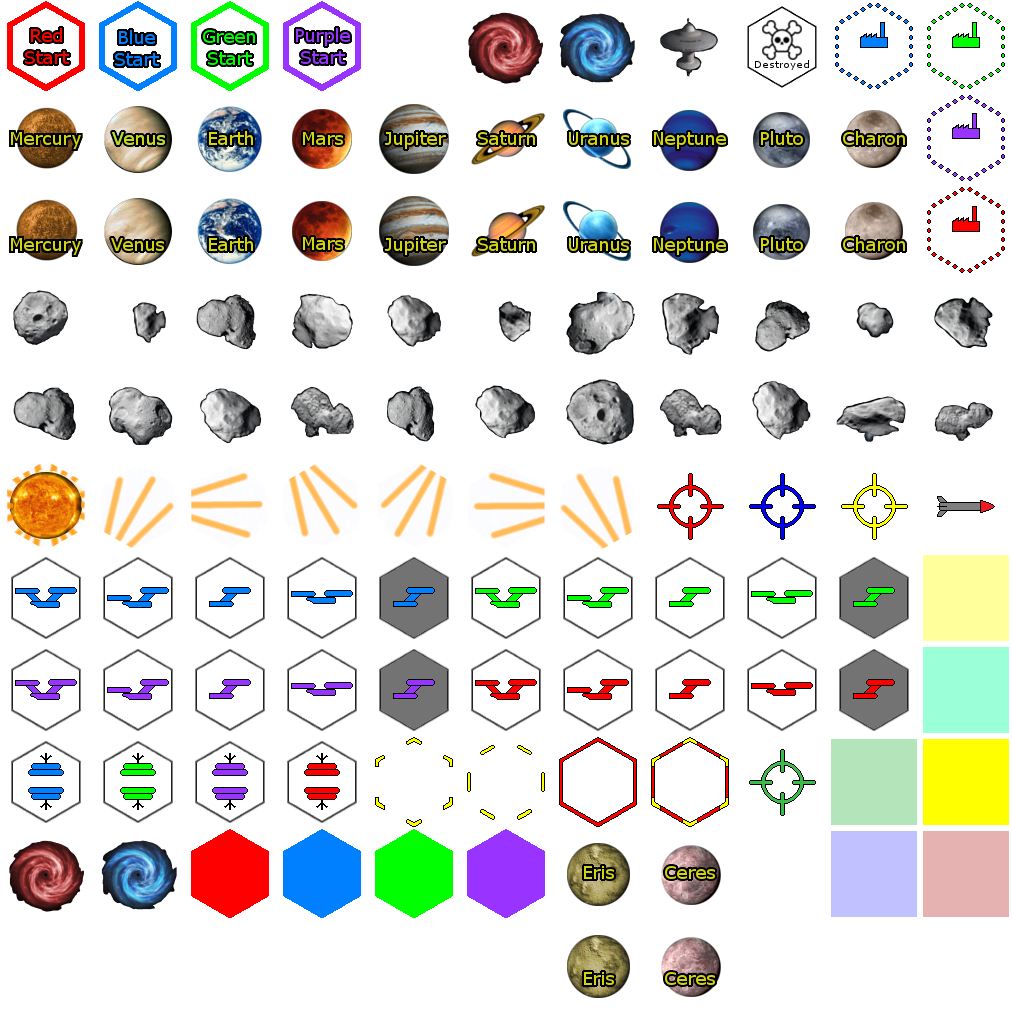 Red Start
Blue Start
Green Start
Purple Start
Destroyed
Mercury
Venus
Earth
Mars
Jupiter
Saturn
Uranus
Neptune
Pluto
Charon
Mercury
Venus
Earth
Mars
Jupiter
Saturn
Uranus
Neptune
Pluto
Charon
Eris
Ceres
Eris
Ceres